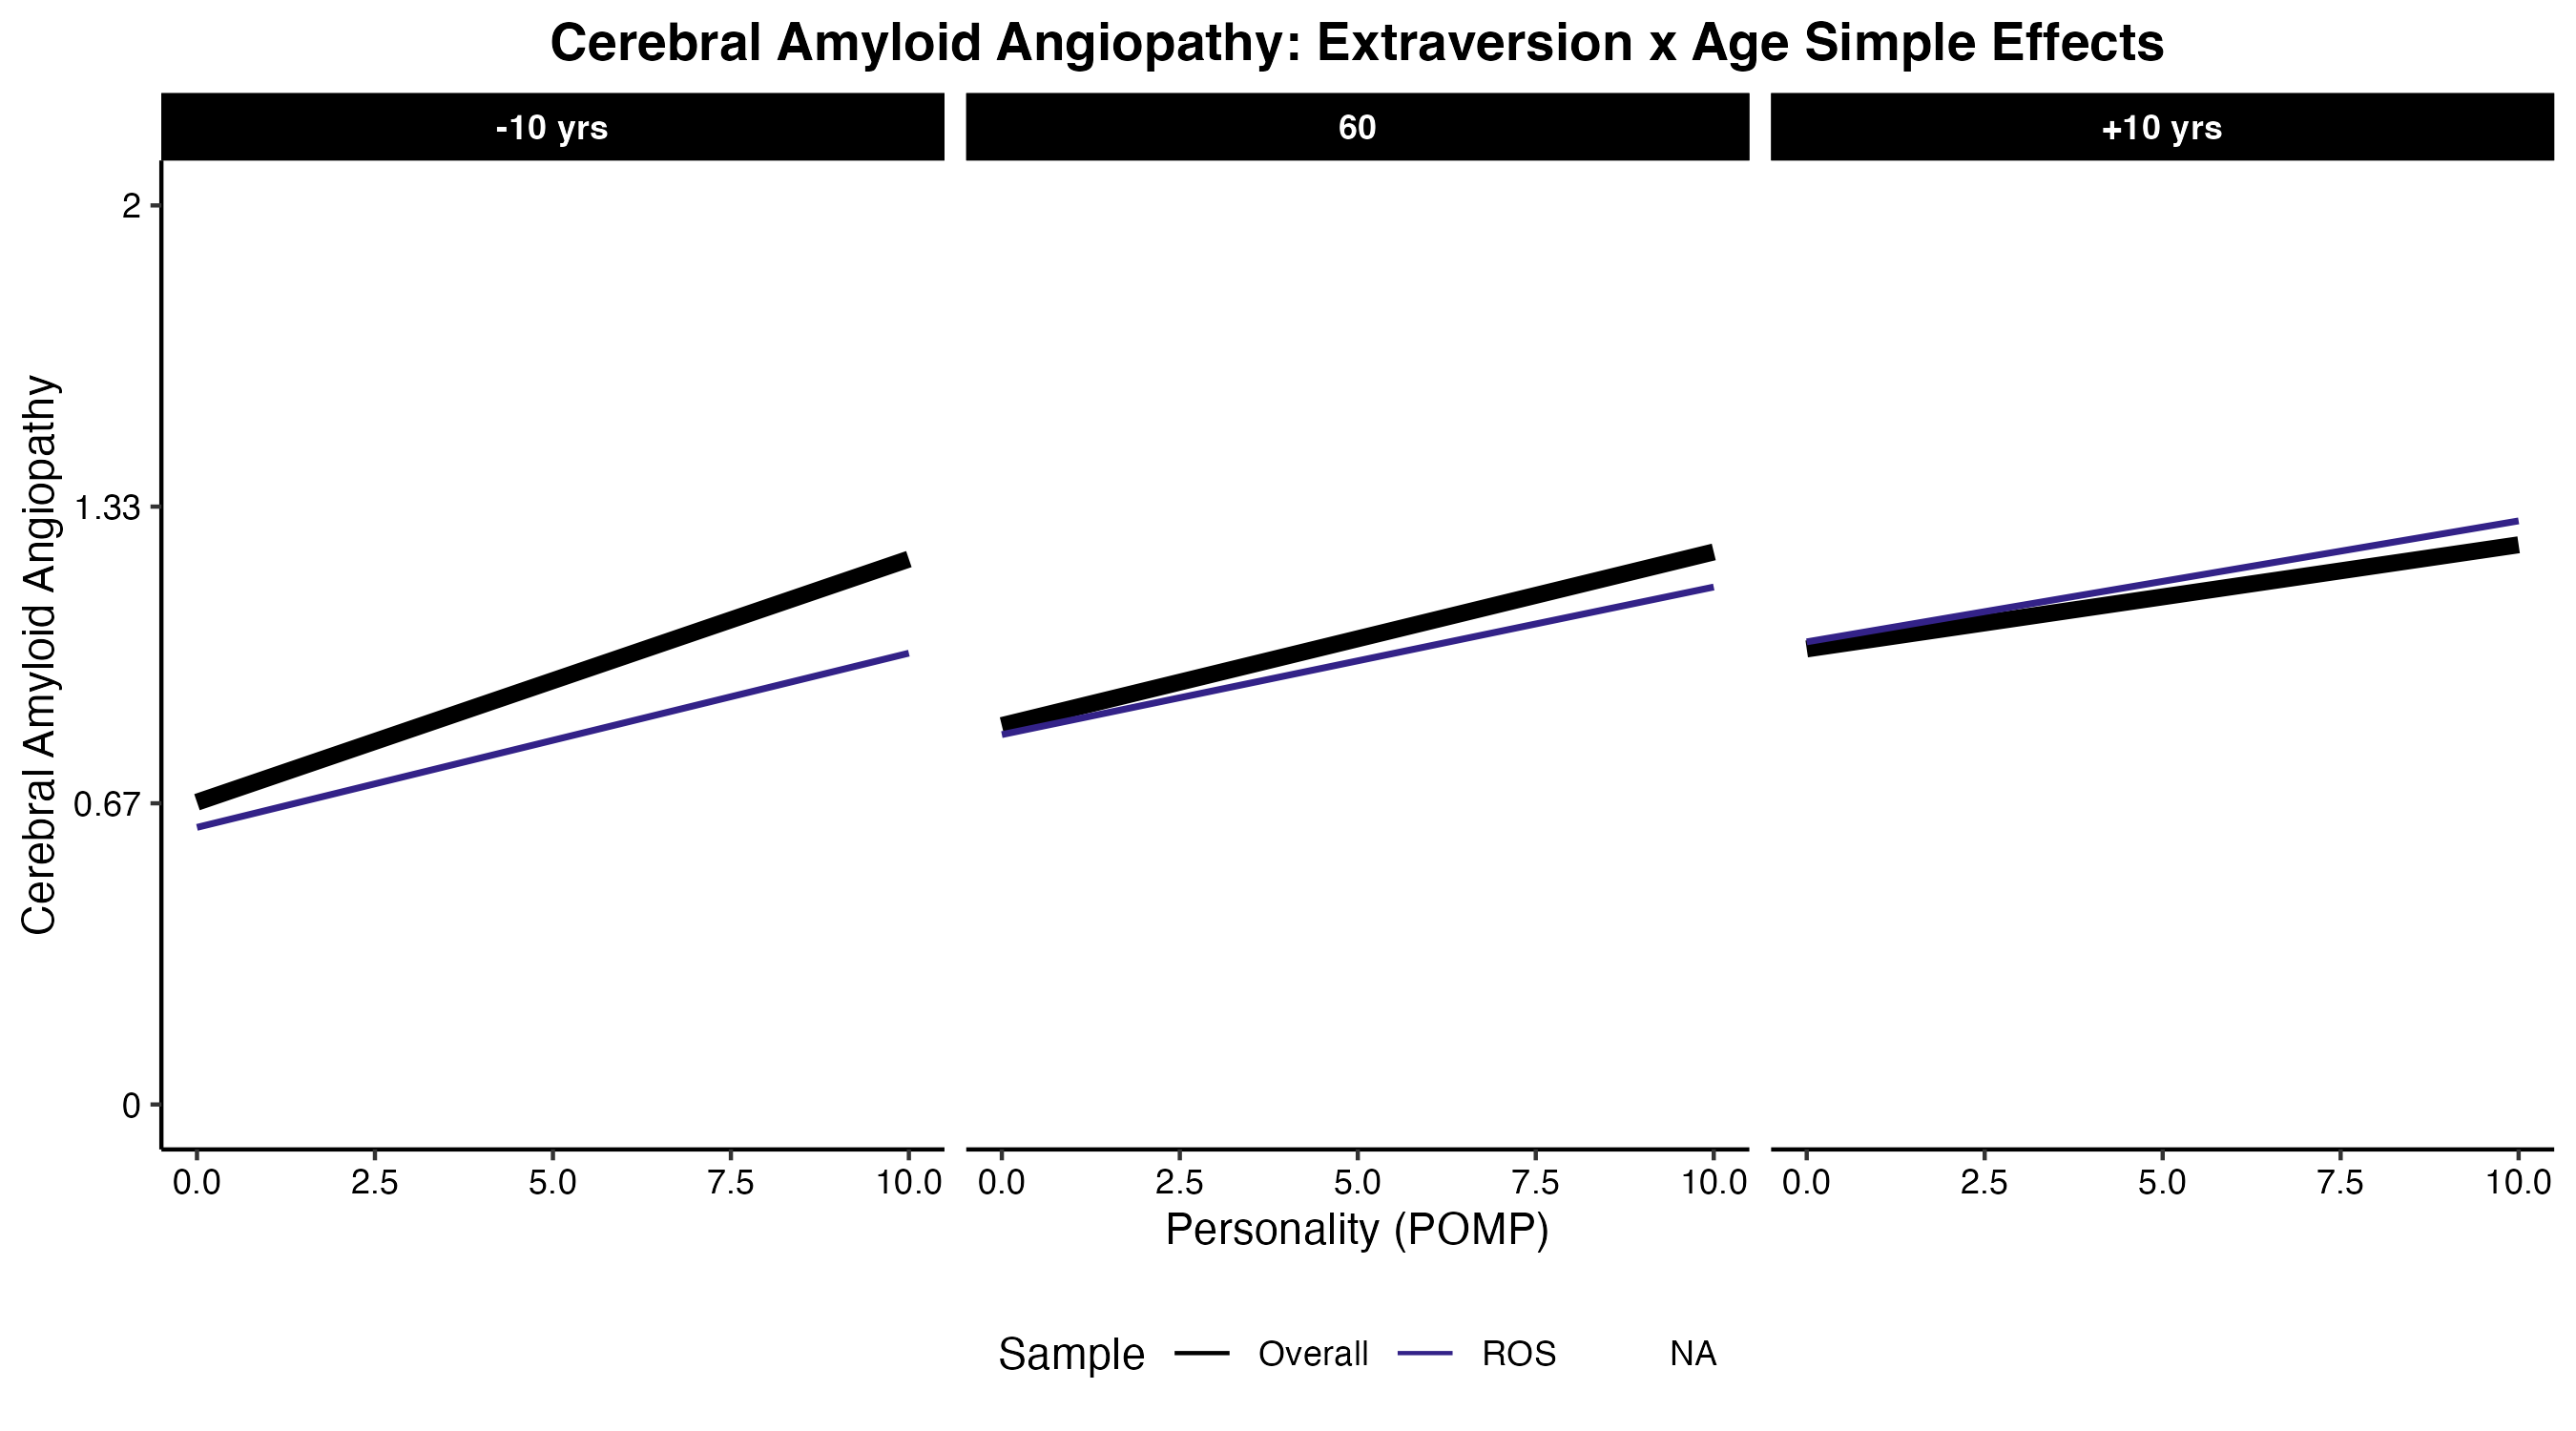 Cerebral Amyloid Angiopathy: Extraversion x Age Simple Effects
-10 yrs
60
+10 yrs
Cerebral Amyloid Angiopathy
2
1.33
0.67
0
0.0 2.5 5.0 7.5 10.0
0.0 2.5 5.0 7.5 10.0
0.0 2.5 5.0 7.5 10.0
Personality (POMP)
Sample Overall ROS NA